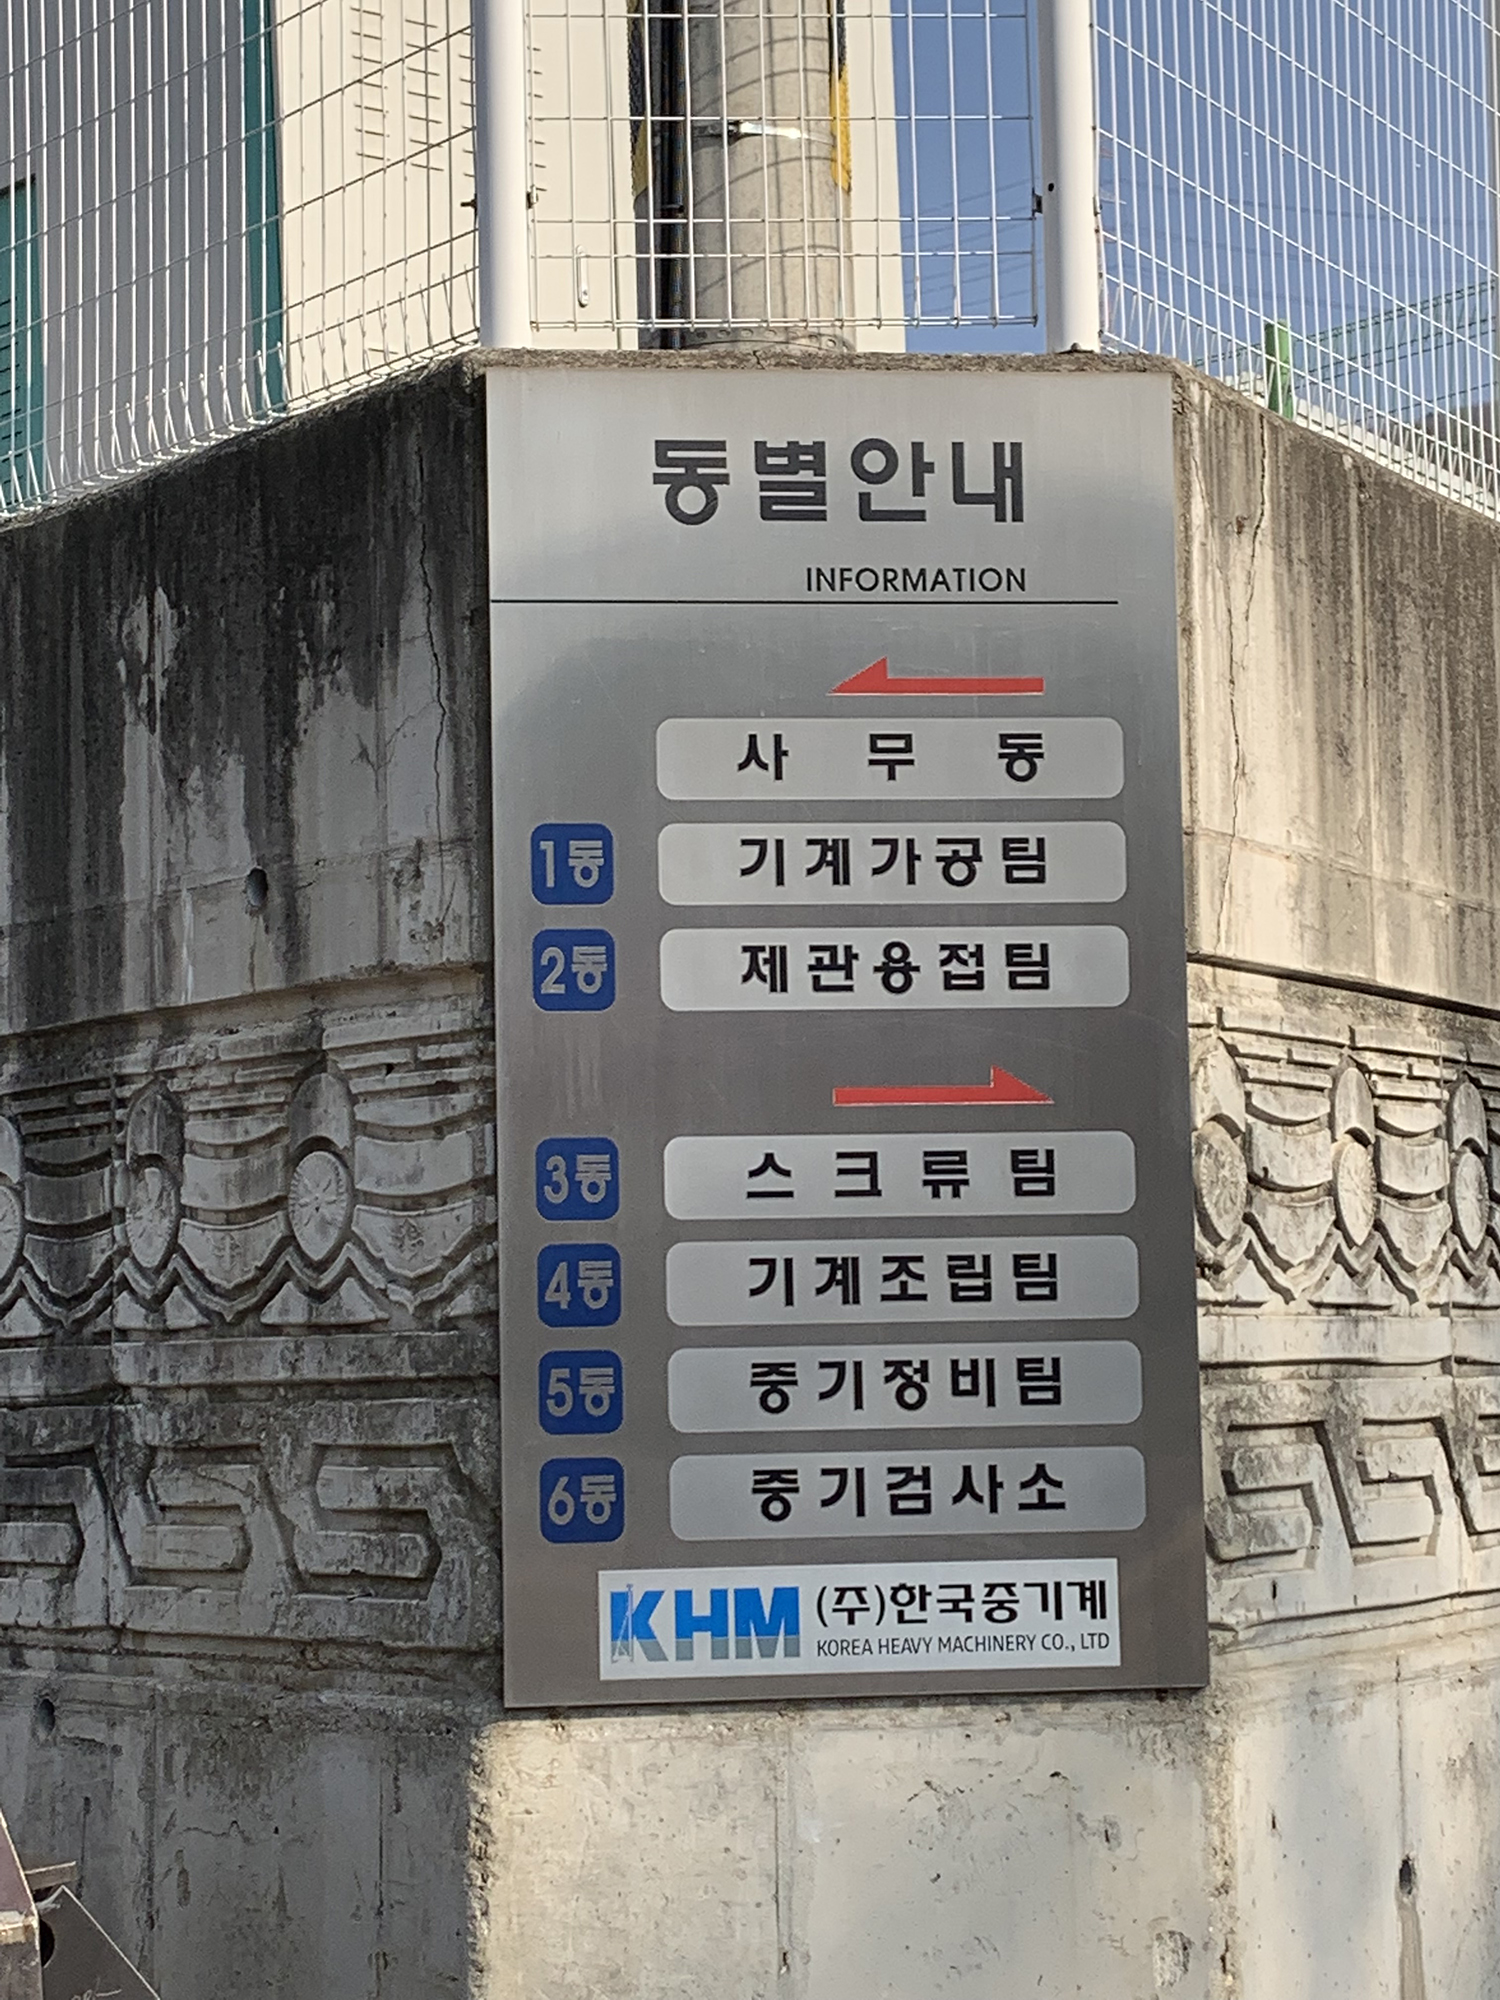 동별안내
INFORMATION
사무동
1동 기계가공팀
2동 제관용접팀
3동 스크류팀
4동 기계조립팀
5동 중기정비팀
6동 중기검사소
KHM (주)한국중기계
KOREA HEAVY MACHINERY CO., LTD